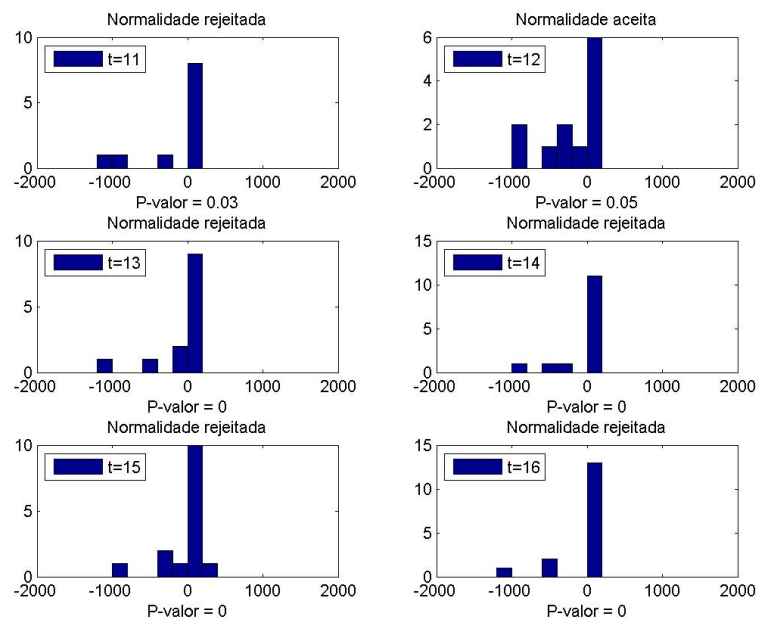 Normalidade rejeitada
10
5
0
t=11
-2000 -1000 0 1000 2000
P-valor = 0.03
Normalidade aceita
6
4
2
0
t=12
-2000 -1000 0 1000 2000
P-valor = 0.05
Normalidade rejeitada
10
5
0
t=13
-2000 -1000 0 1000 2000
P-valor = 0
Normalidade rejeitada
15
10
5
0
t=14
-2000 -1000 0 1000 2000
P-valor = 0
Normalidade rejeitada
10
5
0
t=15
-2000 -1000 0 1000 2000
P-valor = 0
Normalidade rejeitada
15
10
5
0
t=16
-2000 -1000 0 1000 2000
P-valor = 0